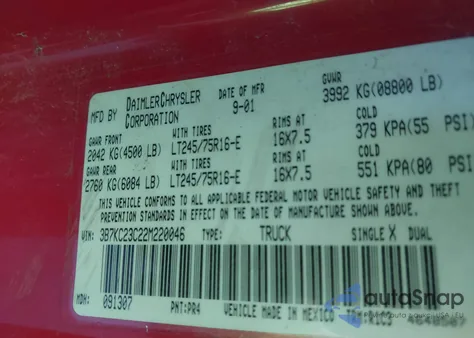 MFD BY DAIMLERCHRYSLER CORPORATION DATE OF MFR 9-01 GVWR 3992 KG(08800 LB)
GAWR FRONT WITH TIRES RIMS AT COLD
2042 KG(4500 LB) LT245/75R16-E 16X7.5 379 KPA(55 PSI)
GAWR REAR WITH TIRES RIMS AT COLD
2760 KG(6084 LB) LT245/75R16-E 16X7.5 551 KPA(80 PSI)
THIS VEHICLE CONFORMS TO ALL APPLICABLE FEDERAL MOTOR VEHICLE SAFETY AND THEFT
PREVENTION STANDARDS IN EFFECT ON THE DATE OF MANUFACTURE SHOWN ABOVE.
VIN: 3B7KC23C22M220046 TYPE: TRUCK SINGLE X DUAL
MDH: 091307 PNT:PR4 VEHICLE MADE IN MEXICO
autoSnap